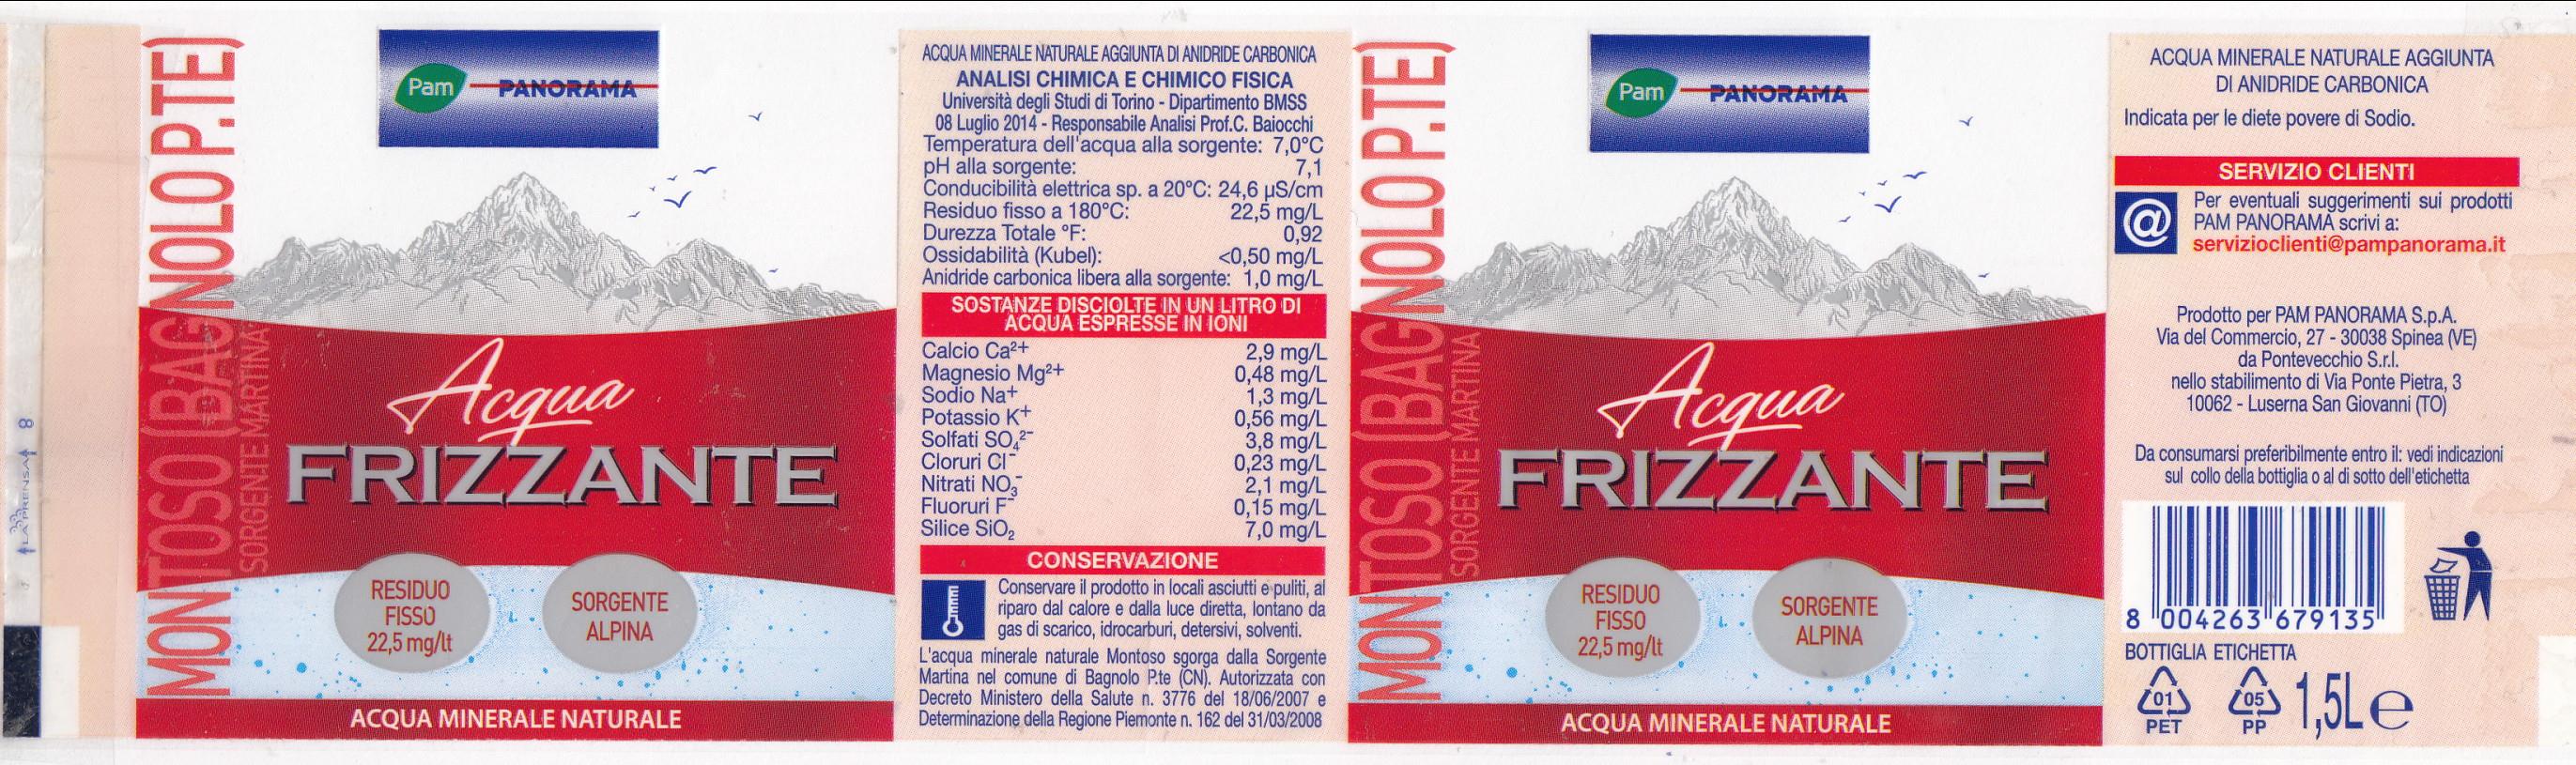 8
LA PRENSA
MONTOSO (BAGNOLO P.TE)
SORGENTE MARTINA
Pam PANORAMA
Acqua
FRIZZANTE
RESIDUO
FISSO
22,5 mg/lt
SORGENTE
ALPINA
ACQUA MINERALE NATURALE
ACQUA MINERALE NATURALE AGGIUNTA DI ANIDRIDE CARBONICA
ANALISI CHIMICA E CHIMICO FISICA
Università degli Studi di Torino - Dipartimento BMSS
08 Luglio 2014 - Responsabile Analisi Prof.C. Baiocchi
Temperatura dell'acqua alla sorgente: 7,0°C
pH alla sorgente: 7,1
Conducibilità elettrica sp. a 20°C: 24,6 µS/cm
Residuo fisso a 180°C: 22,5 mg/L
Durezza Totale °F: 0,92
Ossidabilità (Kubel): <0,50 mg/L
Anidride carbonica libera alla sorgente: 1,0 mg/L
SOSTANZE DISCIOLTE IN UN LITRO DI
ACQUA ESPRESSE IN IONI
Calcio Ca²⁺ 2,9 mg/L
Magnesio Mg²⁺ 0,48 mg/L
Sodio Na⁺ 1,3 mg/L
Potassio K⁺ 0,56 mg/L
Solfati SO₄²⁻ 3,8 mg/L
Cloruri Cl⁻ 0,23 mg/L
Nitrati NO₃⁻ 2,1 mg/L
Fluoruri F⁻ 0,15 mg/L
Silice SiO₂ 7,0 mg/L
CONSERVAZIONE
Conservare il prodotto in locali asciutti e puliti, al
riparo dal calore e dalla luce diretta, lontano da
gas di scarico, idrocarburi, detersivi, solventi.
L'acqua minerale naturale Montoso sgorga dalla Sorgente
Martina nel comune di Bagnolo P.te (CN). Autorizzata con
Decreto Ministero della Salute n. 3776 del 18/06/2007 e
Determinazione della Regione Piemonte n. 162 del 31/03/2008
MONTOSO (BAGNOLO P.TE)
SORGENTE MARTINA
Pam PANORAMA
Acqua
FRIZZANTE
RESIDUO
FISSO
22,5 mg/lt
SORGENTE
ALPINA
ACQUA MINERALE NATURALE
ACQUA MINERALE NATURALE AGGIUNTA
DI ANIDRIDE CARBONICA
Indicata per le diete povere di Sodio.
SERVIZIO CLIENTI
@
Per eventuali suggerimenti sui prodotti
PAM PANORAMA scrivi a:
servizioclienti@pampanorama.it
Prodotto per PAM PANORAMA S.p.A.
Via del Commercio, 27 - 30038 Spinea (VE)
da Pontevecchio S.r.l.
nello stabilimento di Via Ponte Pietra, 3
10062 - Luserna San Giovanni (TO)
Da consumarsi preferibilmente entro il: vedi indicazioni
sul collo della bottiglia o al di sotto dell'etichetta
8 004263 679135
BOTTIGLIA ETICHETTA
01
PET
05
PP
1,5L e